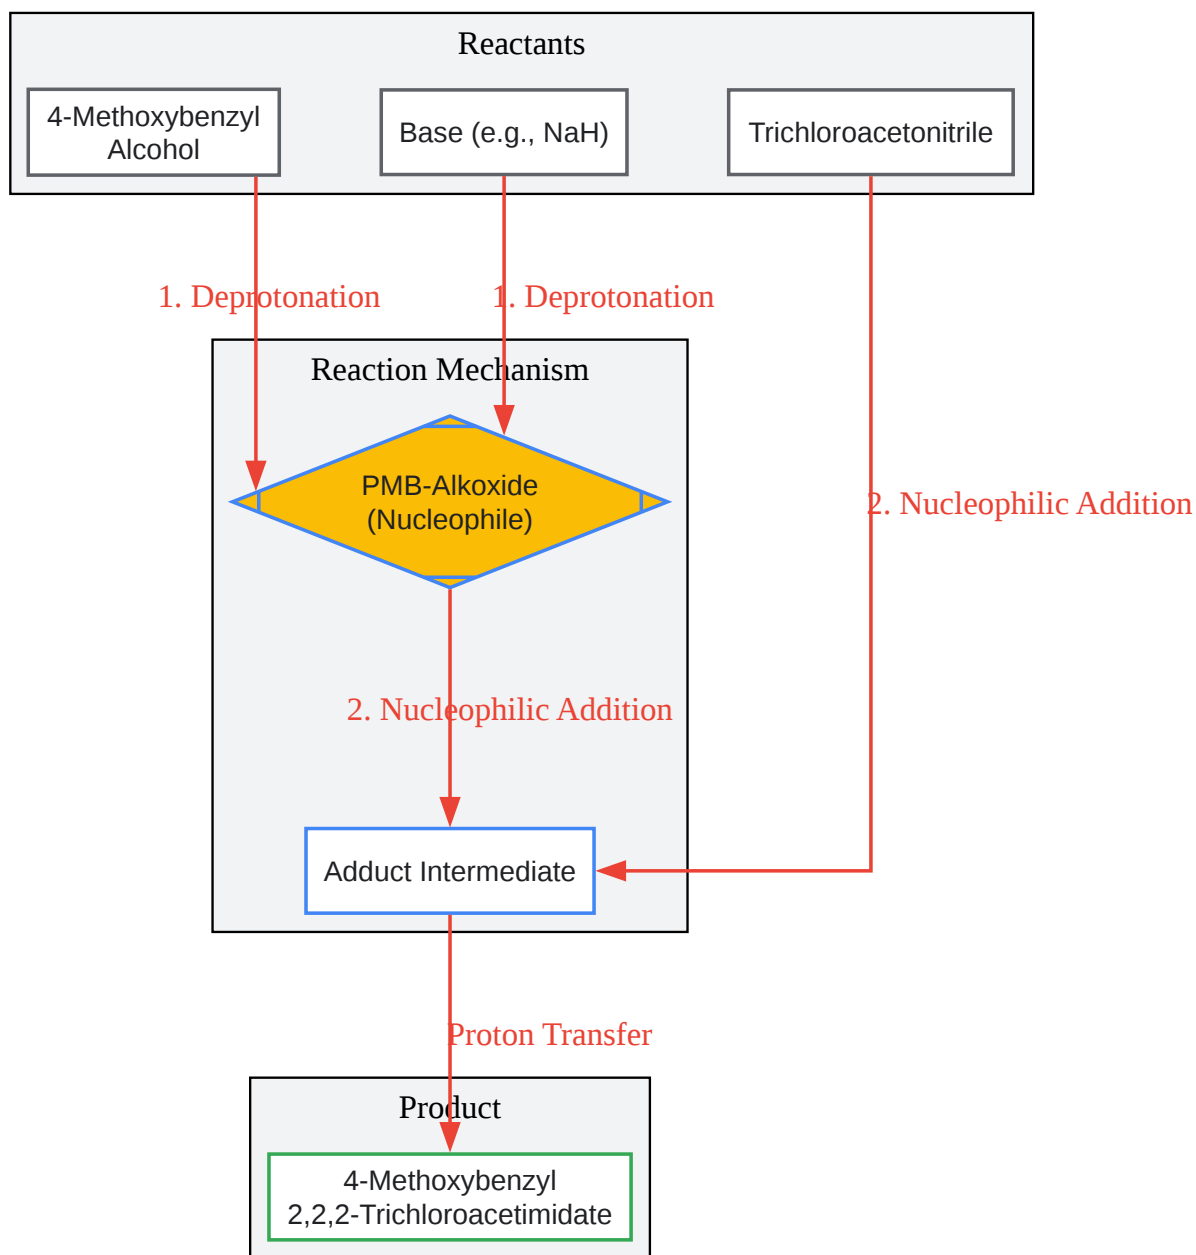 Reactants
4-Methoxybenzyl
Alcohol
Base (e.g., NaH)
Trichloroacetonitrile
1. Deprotonation
1. Deprotonation
Reaction Mechanism
PMB-Alkoxide
(Nucleophile)
2. Nucleophilic Addition
2. Nucleophilic Addition
Adduct Intermediate
Proton Transfer
Product
4-Methoxybenzyl
2,2,2-Trichloroacetimidate